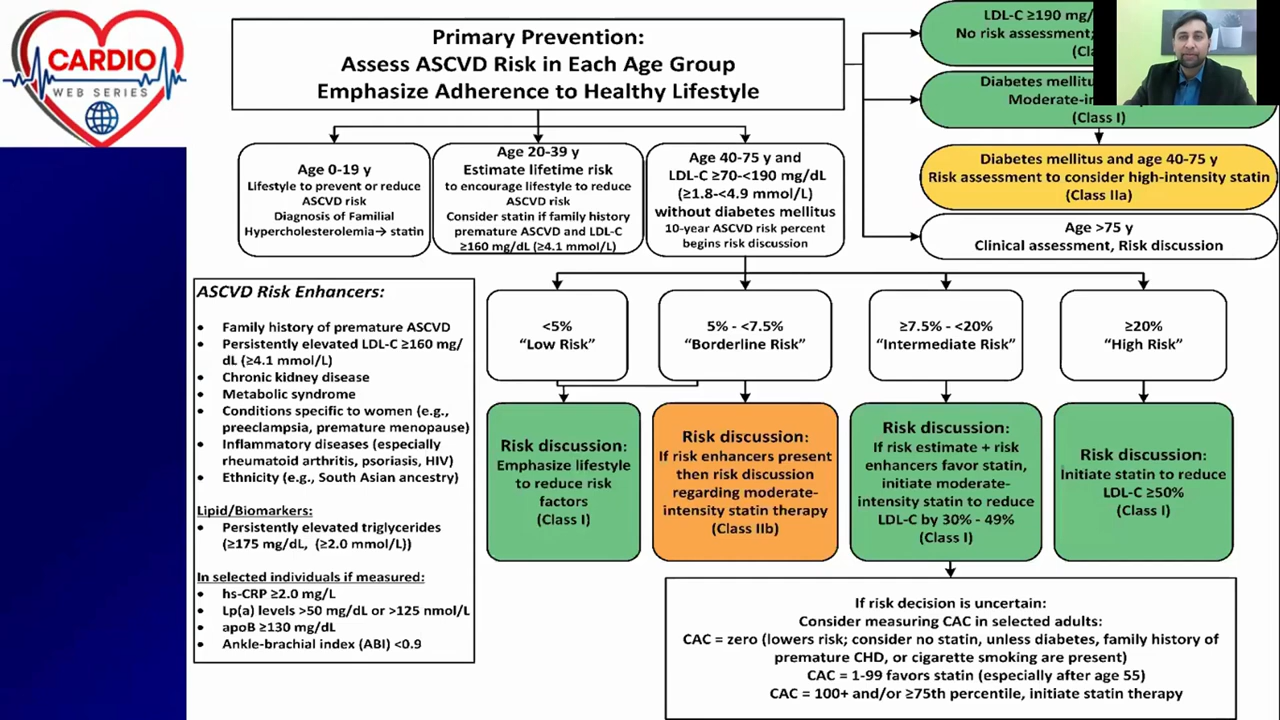 CARDIO
WEB SERIES
Primary Prevention:
Assess ASCVD Risk in Each Age Group
Emphasize Adherence to Healthy Lifestyle
LDL-C ≥190 mg/
No risk assessment;
Diabetes mellitus
Moderate-in
(Class I)
Diabetes mellitus and age 40-75 y
Risk assessment to consider high-intensity statin
(Class IIa)
Age >75 y
Clinical assessment, Risk discussion
Age 0-19 y
Lifestyle to prevent or reduce
ASCVD risk
Diagnosis of Familial
Hypercholesterolemia→ statin
Age 20-39 y
Estimate lifetime risk
to encourage lifestyle to reduce
ASCVD risk
Consider statin if family history
premature ASCVD and LDL-C
≥160 mg/dL (≥4.1 mmol/L)
Age 40-75 y and
LDL-C ≥70-<190 mg/dL
(≥1.8-<4.9 mmol/L)
without diabetes mellitus
10-year ASCVD risk percent
begins risk discussion
<5%
“Low Risk”
5% - <7.5%
“Borderline Risk”
≥7.5% - <20%
“Intermediate Risk”
≥20%
“High Risk”
Risk discussion:
Emphasize lifestyle
to reduce risk
factors
(Class I)
Risk discussion:
If risk enhancers present
then risk discussion
regarding moderate-
intensity statin therapy
(Class IIb)
Risk discussion:
If risk estimate + risk
enhancers favor statin,
initiate moderate-
intensity statin to reduce
LDL-C by 30% - 49%
(Class I)
Risk discussion:
Initiate statin to reduce
LDL-C ≥50%
(Class I)
If risk decision is uncertain:
Consider measuring CAC in selected adults:
CAC = zero (lowers risk; consider no statin, unless diabetes, family history of
premature CHD, or cigarette smoking are present)
CAC = 1-99 favors statin (especially after age 55)
CAC = 100+ and/or ≥75th percentile, initiate statin therapy
ASCVD Risk Enhancers:
• Family history of premature ASCVD
• Persistently elevated LDL-C ≥160 mg/
dL (≥4.1 mmol/L)
• Chronic kidney disease
• Metabolic syndrome
• Conditions specific to women (e.g.,
preeclampsia, premature menopause)
• Inflammatory diseases (especially
rheumatoid arthritis, psoriasis, HIV)
• Ethnicity (e.g., South Asian ancestry)
Lipid/Biomarkers:
• Persistently elevated triglycerides
(≥175 mg/dL, (≥2.0 mmol/L))
In selected individuals if measured:
• hs-CRP ≥2.0 mg/L
• Lp(a) levels >50 mg/dL or >125 nmol/L
• apoB ≥130 mg/dL
• Ankle-brachial index (ABI) <0.9